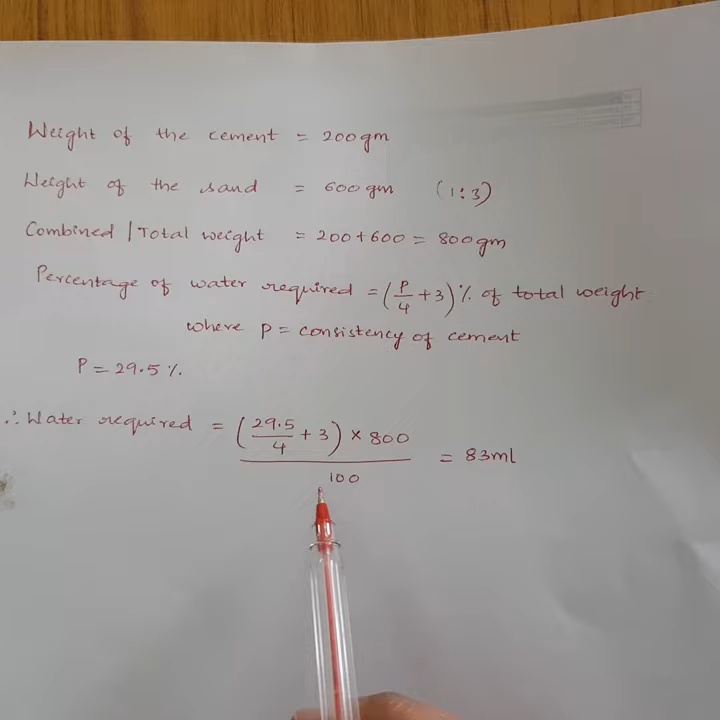 Weight of the cement = 200gm
Weight of the sand = 600gm (1:3)
Combined / Total weight = 200+600 = 800gm
Percentage of water required = (P/4 + 3) % of total weight
where P = consistency of cement
P = 29.5 %.
∴ Water required = (29.5/4 + 3) × 800 / 100 = 83ml